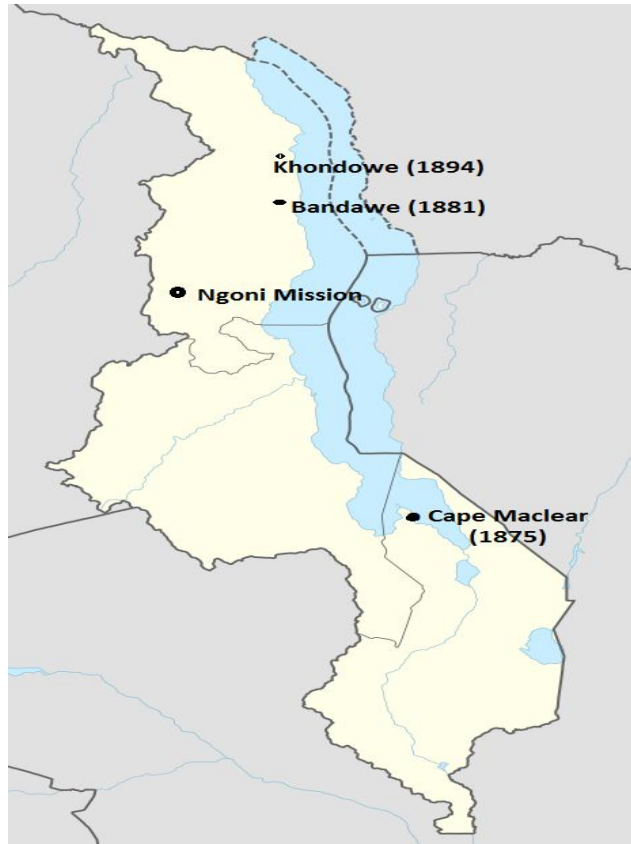 Khondowe (1894)
Bandawe (1881)
Ngoni Mission
Cape Maclear
(1875)